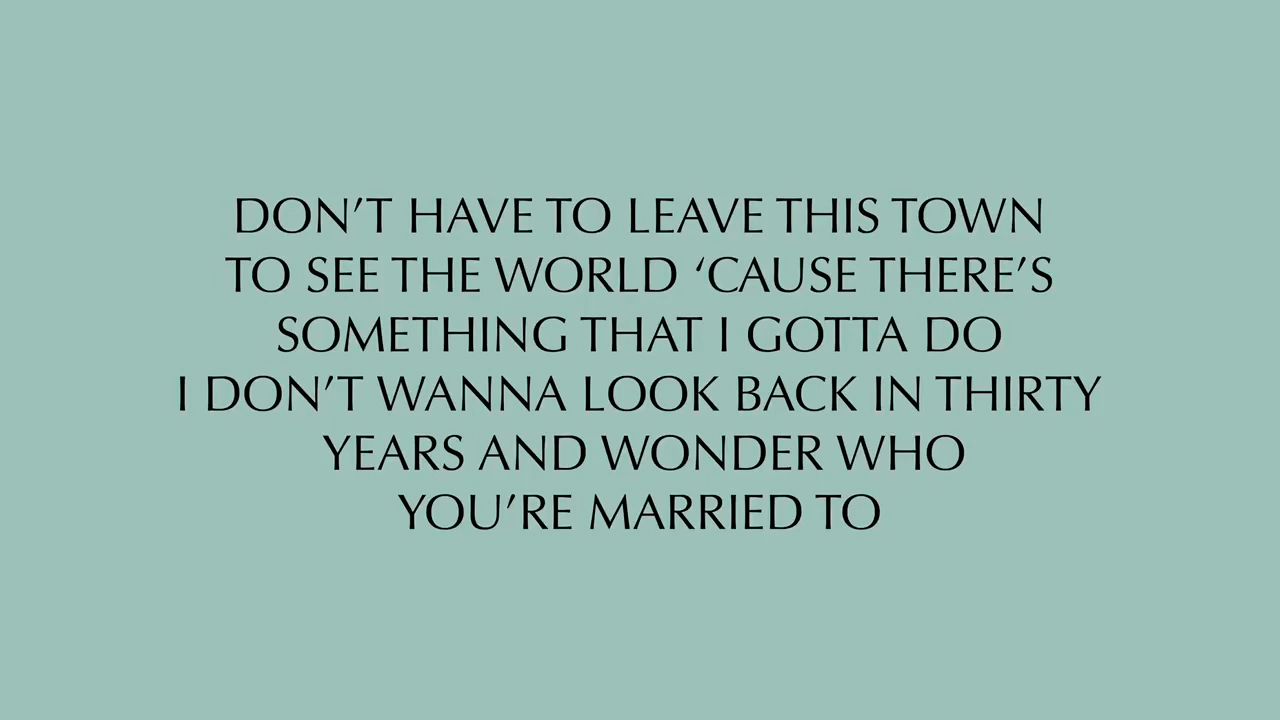 DON’T HAVE TO LEAVE THIS TOWN
TO SEE THE WORLD ‘CAUSE THERE’S
SOMETHING THAT I GOTTA DO
I DON’T WANNA LOOK BACK IN THIRTY
YEARS AND WONDER WHO
YOU’RE MARRIED TO